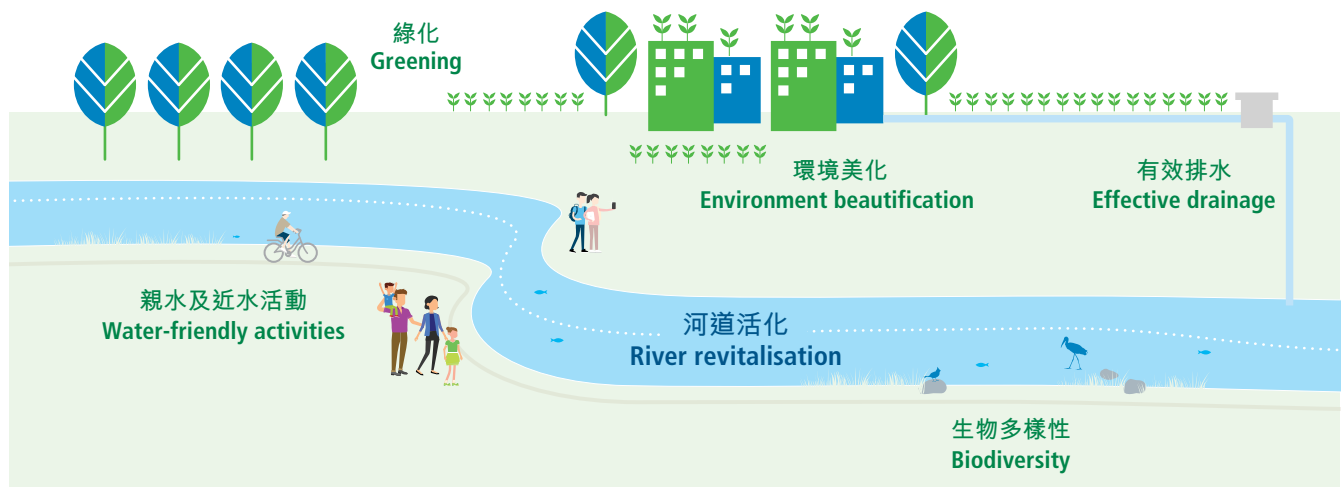 綠化
Greening
環境美化
Environment beautification
有效排水
Effective drainage
親水及近水活動
Water-friendly activities
河道活化
River revitalisation
生物多樣性
Biodiversity